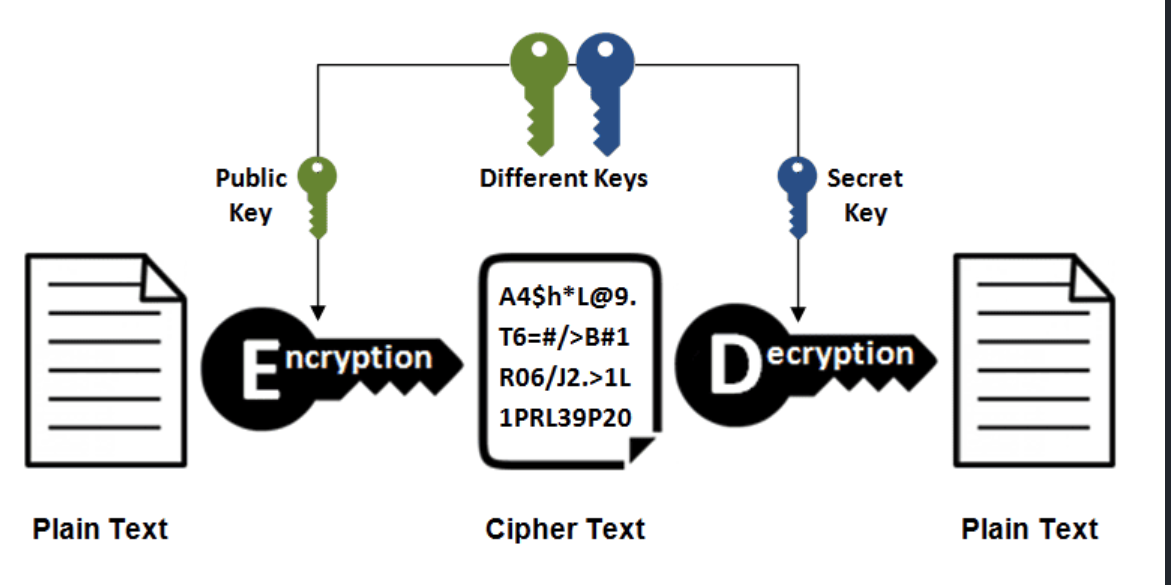 Public
Key
Different Keys
Secret
Key
Encryption
A4$h*L@9.
T6=#/>B#1
R06/J2.>1L
1PRL39P20
Decryption
Plain Text
Cipher Text
Plain Text